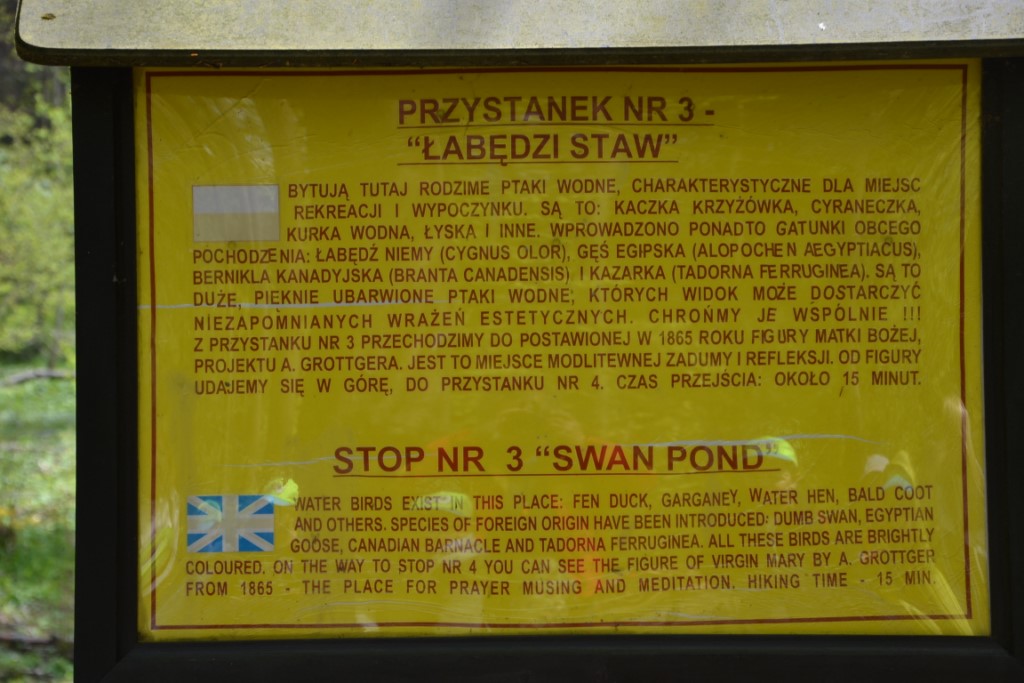 PRZYSTANEK NR 3 -
“ŁABĘDZI STAW”
BYTUJĄ TUTAJ RODZIME PTAKI WODNE, CHARAKTERYSTYCZNE DLA MIEJSC
REKREACJI I WYPOCZYNKU. SĄ TO: KACZKA KRZYŻÓWKA, CYRANECZKA,
KURKA WODNA, ŁYSKA I INNE. WPROWADZONO PONADTO GATUNKI OBCEGO
POCHODZENIA: ŁABĘDŹ NIEMY (CYGNUS OLOR), GĘŚ EGIPSKA (ALOPOCHEN AEGYPTIACUS),
BERNIKLA KANADYJSKA (BRANTA CANADENSIS) I KAZARKA (TADORNA FERRUGINEA). SĄ TO
DUŻE, PIĘKNIE UBARWIONE PTAKI WODNE, KTÓRYCH WIDOK MOŻE DOSTARCZYĆ
NIEZAPOMNIANYCH WRAŻEŃ ESTETYCZNYCH. CHROŃMY JE WSPÓLNIE !!!
Z PRZYSTANKU NR 3 PRZECHODZIMY DO POSTAWIONEJ W 1865 ROKU FIGURY MATKI BOŻEJ,
PROJEKTU A. GROTTGERA. JEST TO MIEJSCE MODLITEWNEJ ZADUMY I REFLEKSJI. OD FIGURY
UDAJEMY SIĘ W GÓRĘ, DO PRZYSTANKU NR 4. CZAS PRZEJŚCIA: OKOŁO 15 MINUT.
STOP NR 3 “SWAN POND”
WATER BIRDS EXIST IN THIS PLACE: FEN DUCK, GARGANEY, WATER HEN, BALD COOT
AND OTHERS. SPECIES OF FOREIGN ORIGIN HAVE BEEN INTRODUCED: DUMB SWAN, EGYPTIAN
GOOSE, CANADIAN BARNACLE AND TADORNA FERRUGINEA. ALL THESE BIRDS ARE BRIGHTLY
COLOURED. ON THE WAY TO STOP NR 4 YOU CAN SEE THE FIGURE OF VIRGIN MARY BY A. GROTTGER
FROM 1865 - THE PLACE FOR PRAYER MUSING AND MEDITATION. HIKING TIME - 15 MIN.